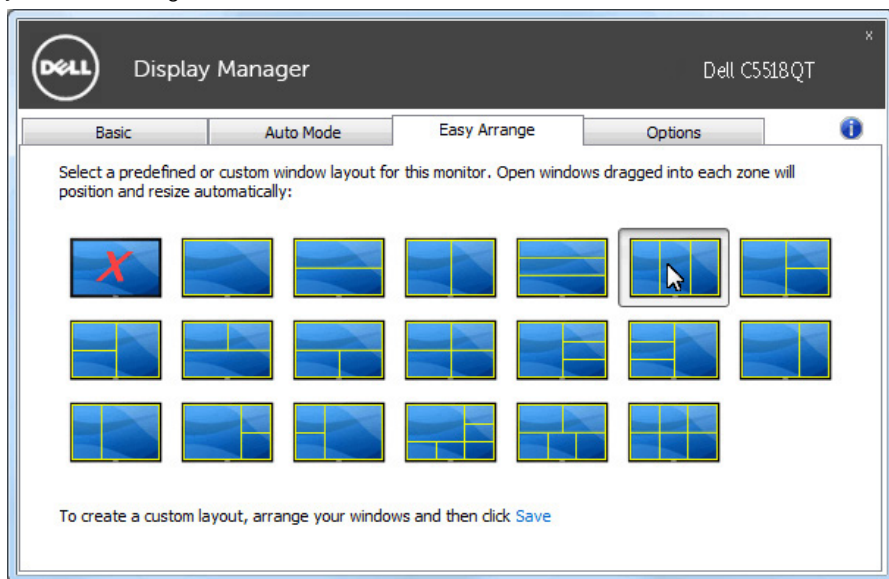 x
DELL
Display Manager
Dell C5518QT
Basic
Auto Mode
Easy Arrange
Options
i
Select a predefined or custom window layout for this monitor. Open windows dragged into each zone will
position and resize automatically:
X
To create a custom layout, arrange your windows and then click Save